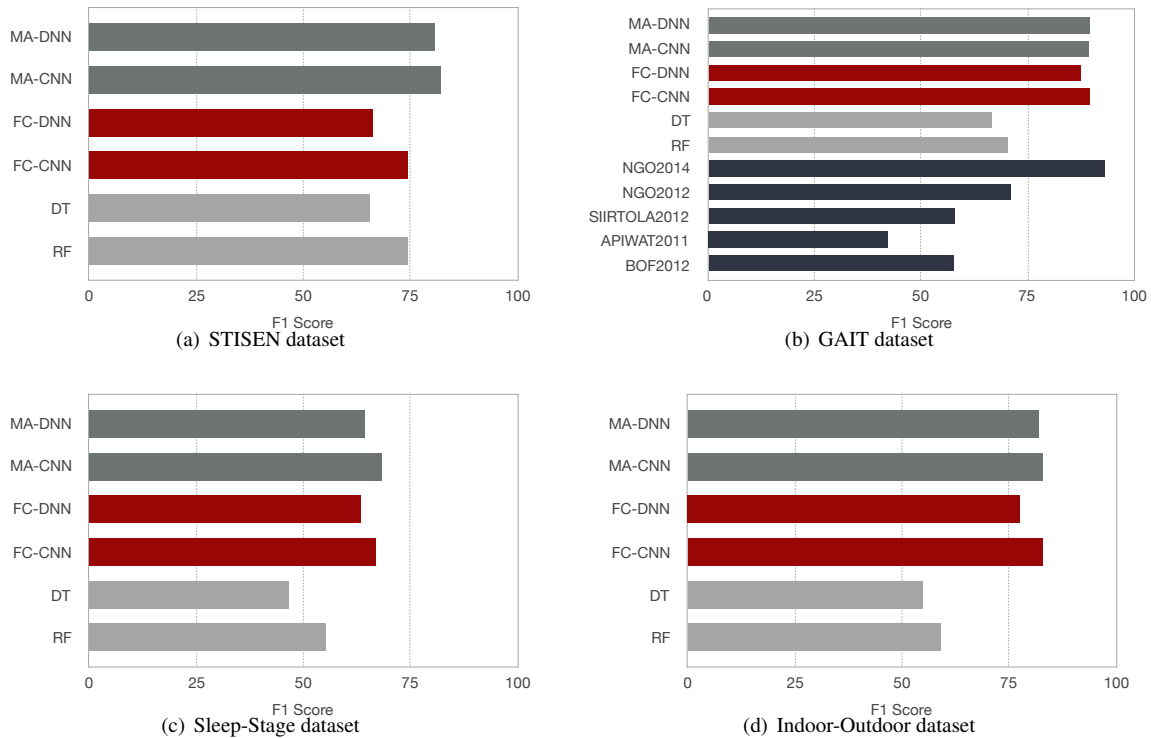 MA-DNN
MA-CNN
FC-DNN
FC-CNN
DT
RF
0 25 50 75 100
F1 Score
(a) STISEN dataset
MA-DNN
MA-CNN
FC-DNN
FC-CNN
DT
RF
NGO2014
NGO2012
SIIRTOLA2012
APIWAT2011
BOF2012
0 25 50 75 100
F1 Score
(b) GAIT dataset
MA-DNN
MA-CNN
FC-DNN
FC-CNN
DT
RF
0 25 50 75 100
F1 Score
(c) Sleep-Stage dataset
MA-DNN
MA-CNN
FC-DNN
FC-CNN
DT
RF
0 25 50 75 100
F1 Score
(d) Indoor-Outdoor dataset